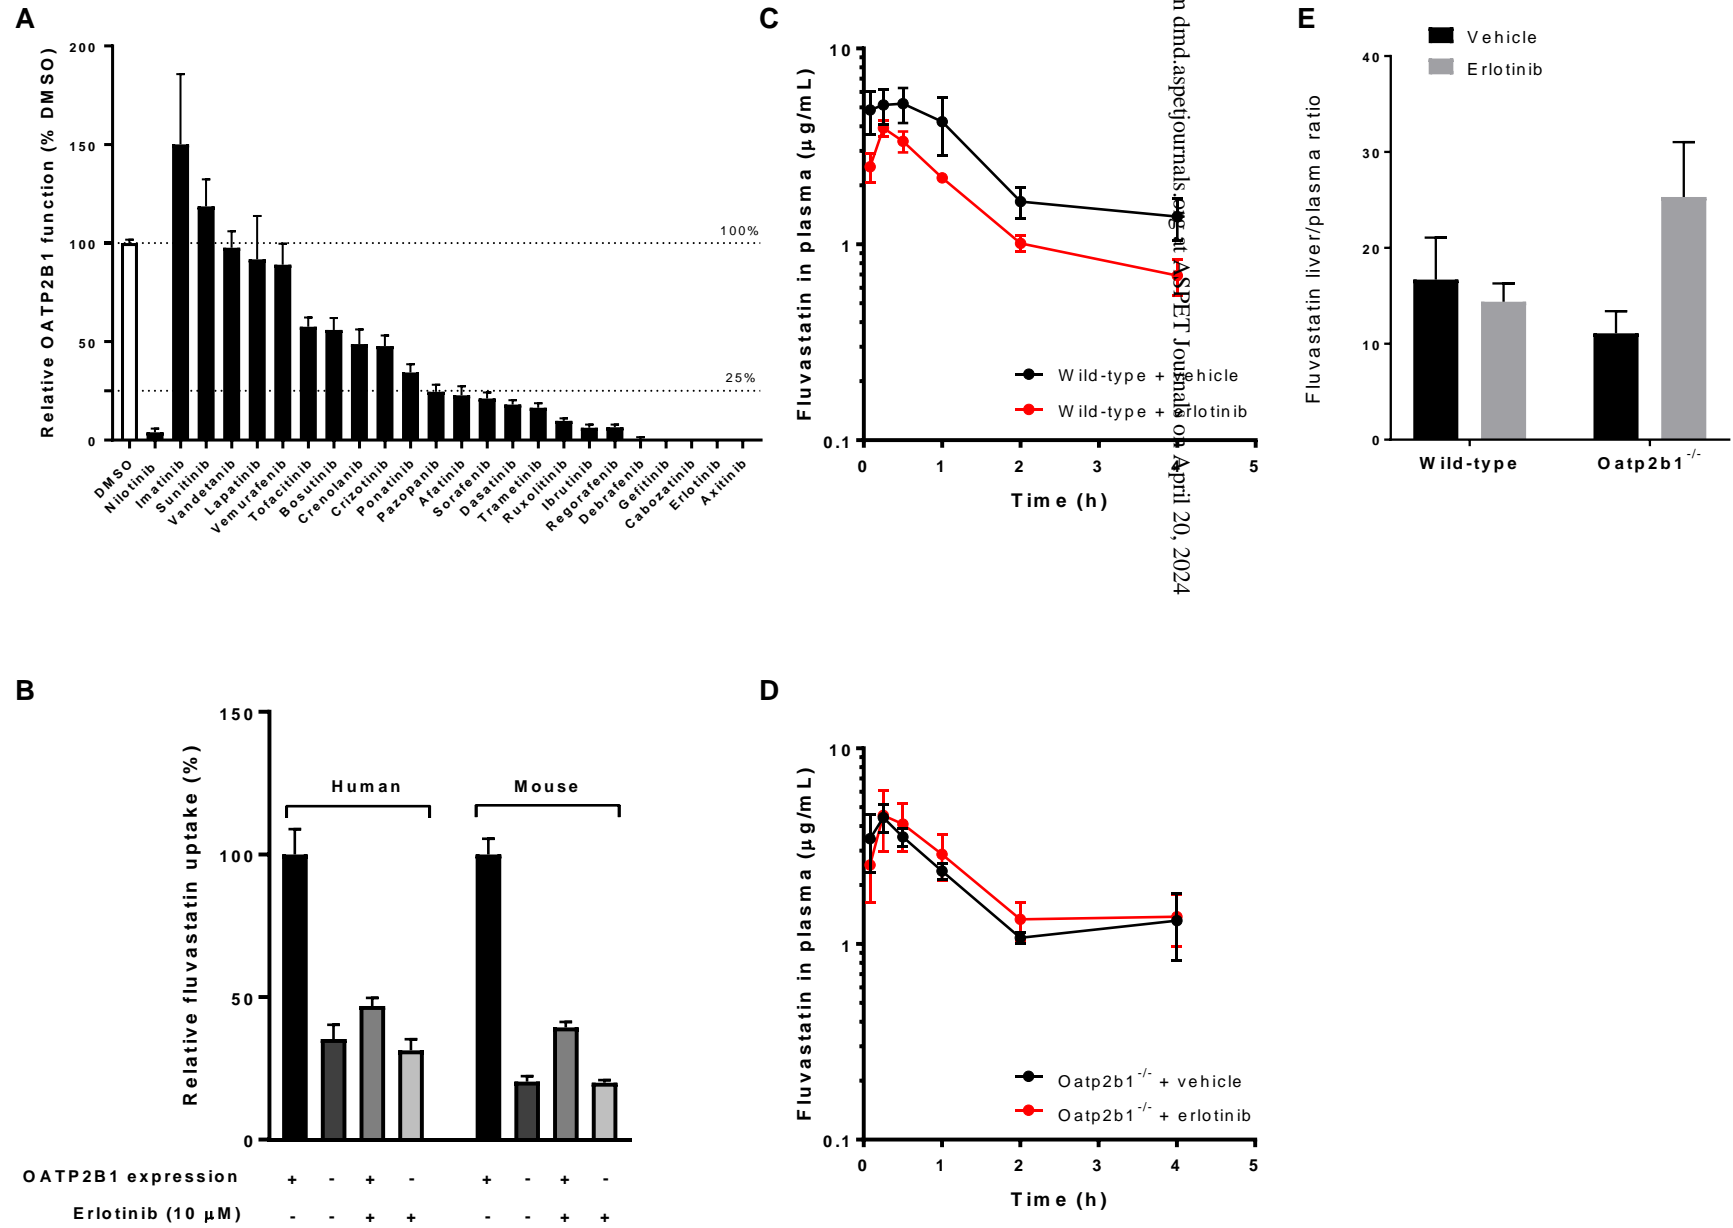 A
Relative OATP2B1 function (% DMSO)
200
150
100
50
0
100%
25%
DMSO
Nilotinib
Imatinib
Sunitinib
Vandetanib
Lapatinib
Vemurafenib
Tofacitinib
Bosutinib
Crenolanib
Crizotinib
Ponatinib
Pazopanib
Afatinib
Sorafenib
Dasatinib
Trametinib
Ruxolitinib
Ibrutinib
Regorafenib
Debrafenib
Gefitinib
Cabozatinib
Erlotinib
Axitinib
B
Relative fluvastatin uptake (%)
150
100
50
0
Human
Mouse
OATP2B1 expression + - + - + - + -
Erlotinib (10 µM) - - + + - - + +
C
Fluvastatin in plasma (µg/mL)
10
1
0.1
Wild-type + vehicle
Wild-type + erlotinib
0 1 2 3 4 5
Time (h)
m dmd.aspetjournals.org at ASPET Journals on April 20, 2024
D
Fluvastatin in plasma (µg/mL)
10
1
0.1
Oatp2b1-/- + vehicle
Oatp2b1-/- + erlotinib
0 1 2 3 4 5
Time (h)
E
Vehicle
Erlotinib
Fluvastatin liver/plasma ratio
40
30
20
10
0
Wild-type
Oatp2b1-/-